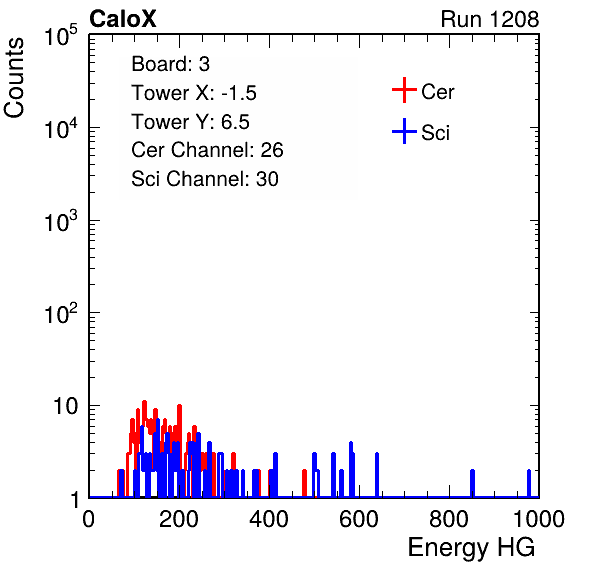 CaloX Run 1208
Board: 3
Tower X: -1.5
Tower Y: 6.5
Cer Channel: 26
Sci Channel: 30
Cer
Sci
Counts
10^5
10^4
10^3
10^2
10
1
0 200 400 600 800 1000
Energy HG